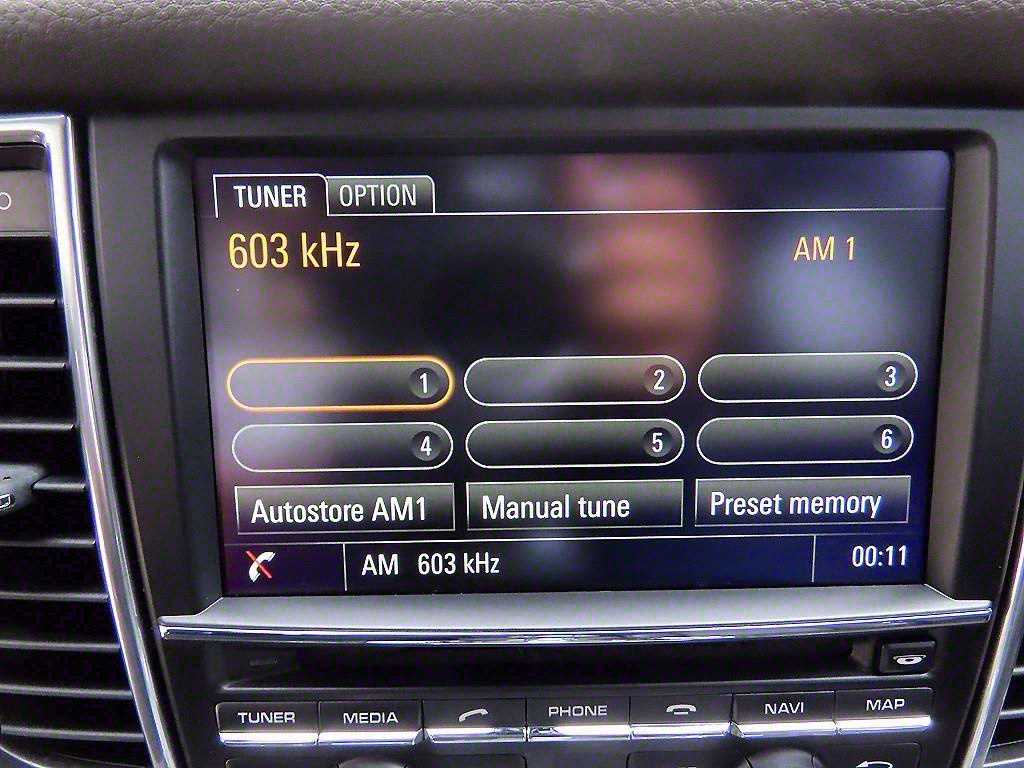 TUNER OPTION
603 kHz AM 1
1 2 3
4 5 6
Autostore AM1 Manual tune Preset memory
AM 603 kHz 00:11
TUNER MEDIA PHONE NAVI MAP